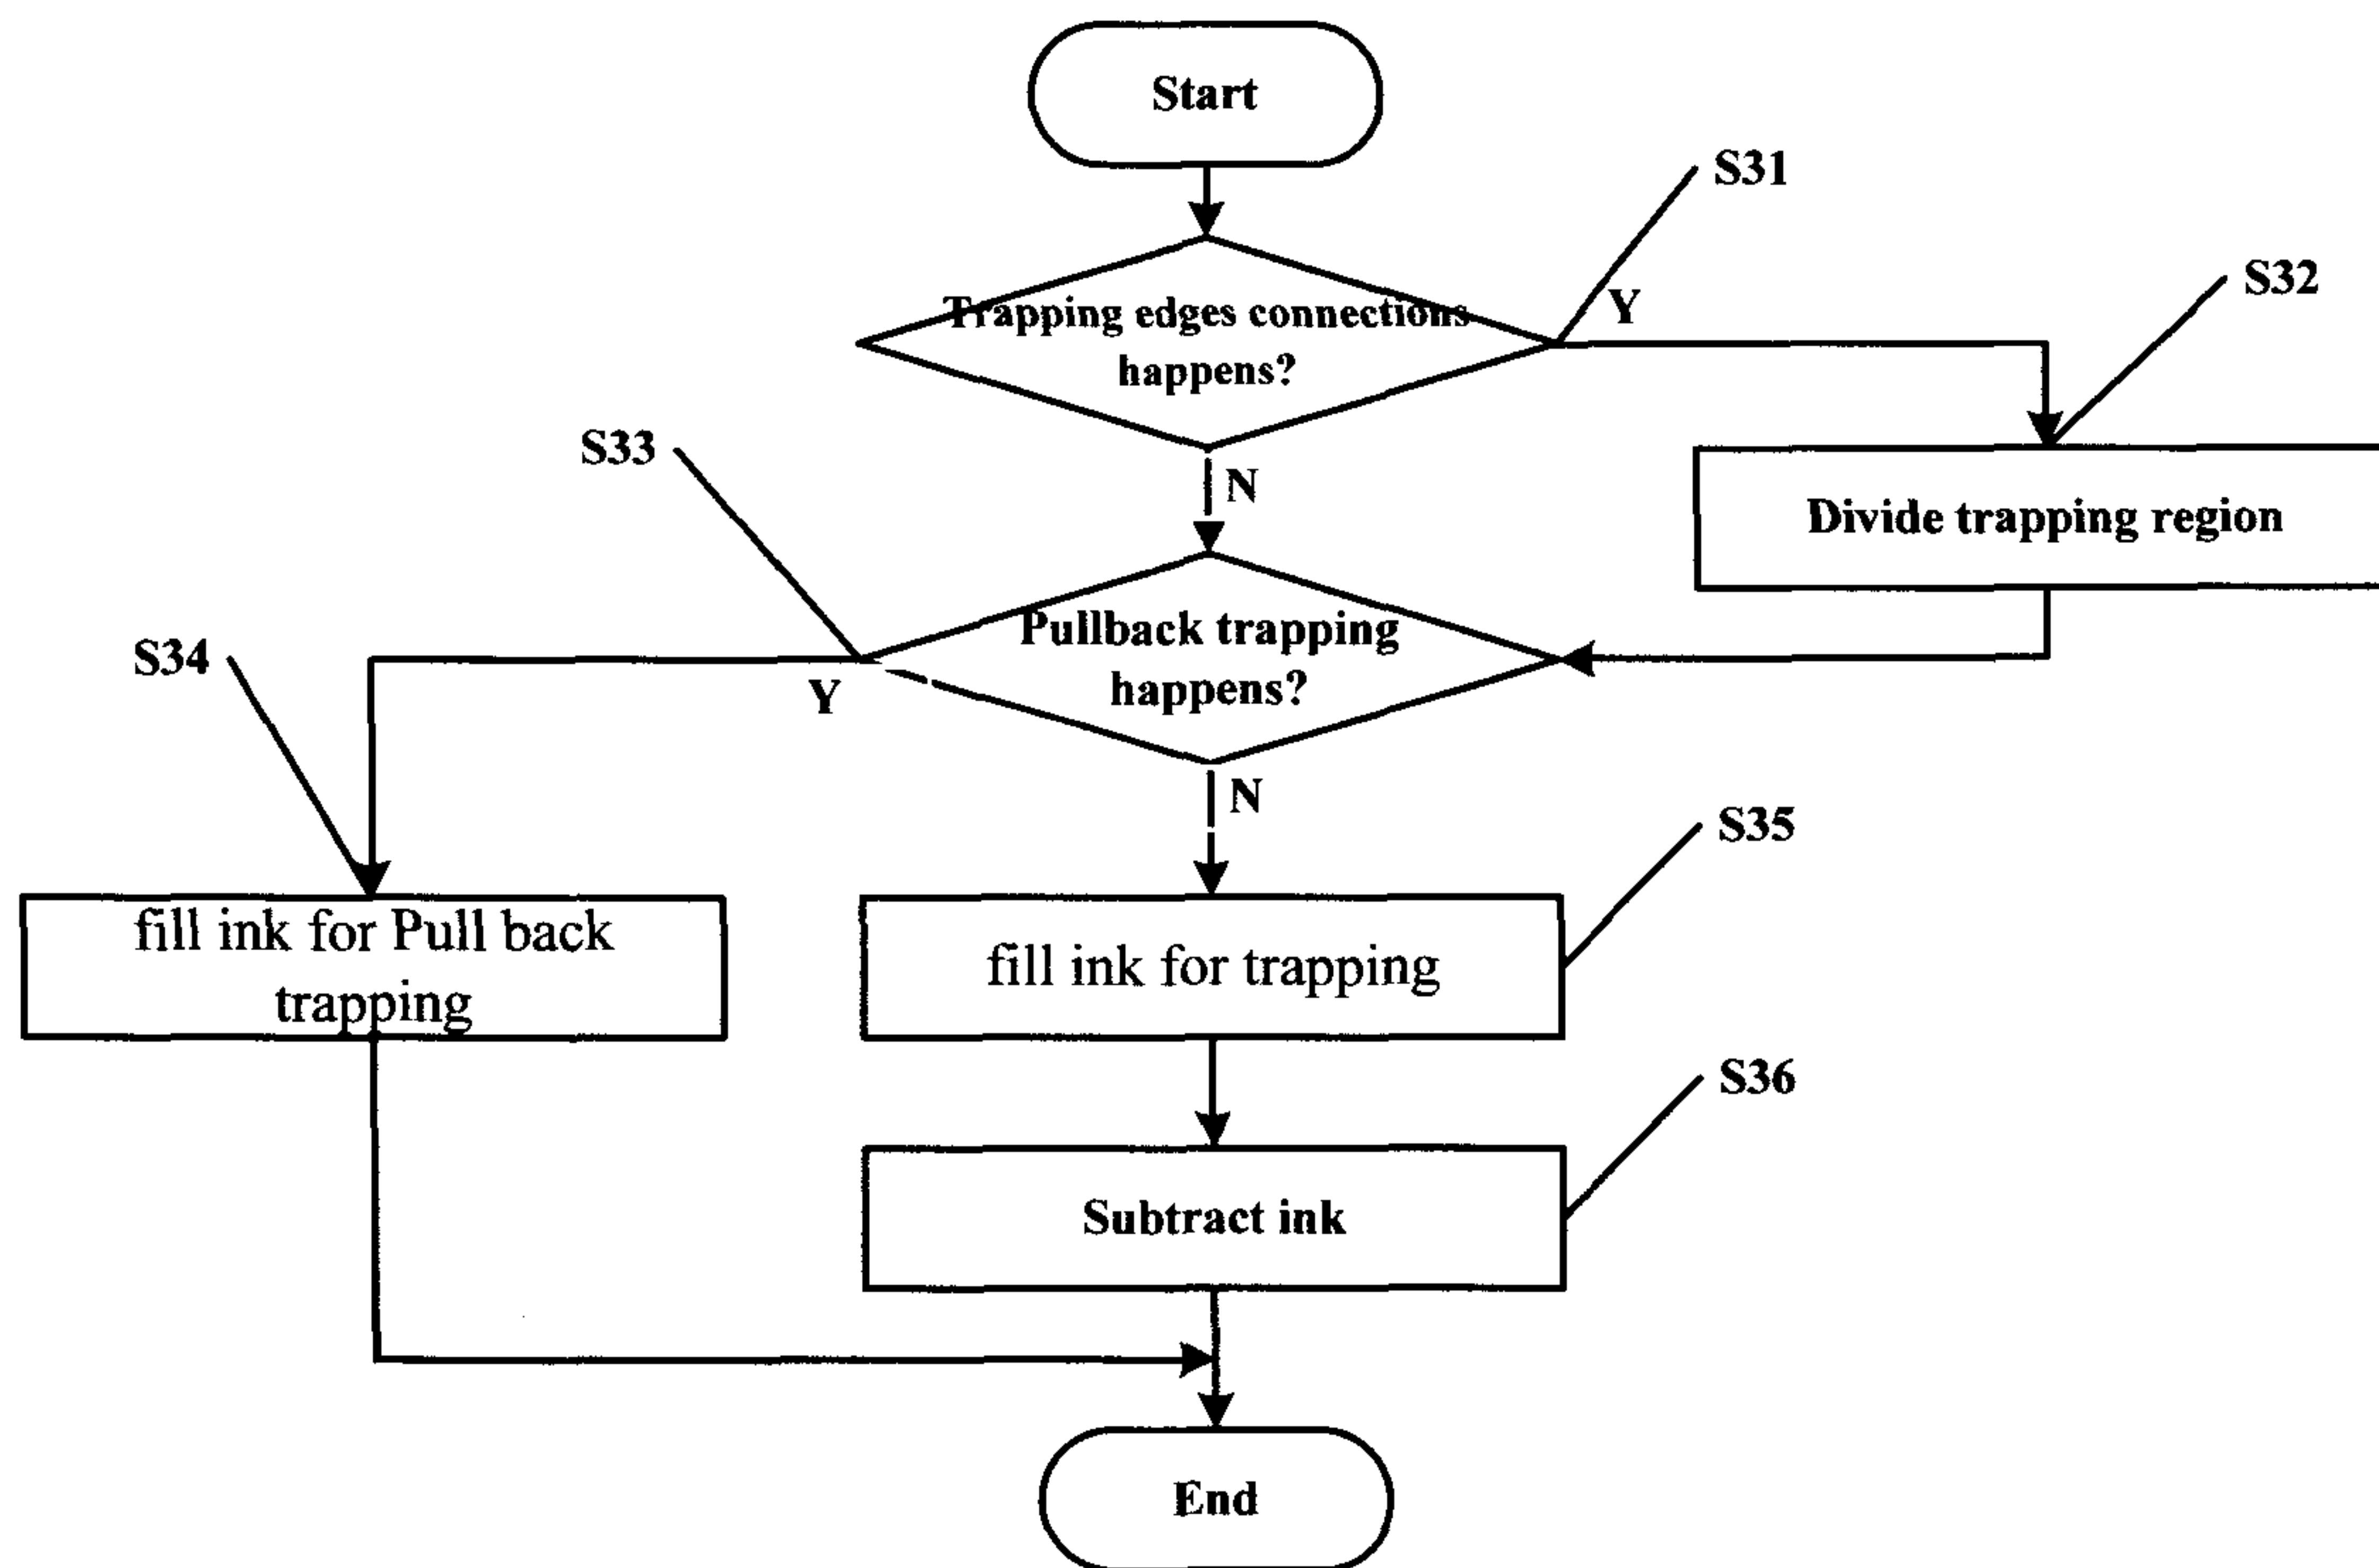 Start
S31
Trapping edges connections
happens?
Y
S32
S33
N
Divide trapping region
Pullback trapping
happens?
S34
Y
N
S35
fill ink for Pull back
trapping
fill ink for trapping
S36
Subtract ink
End